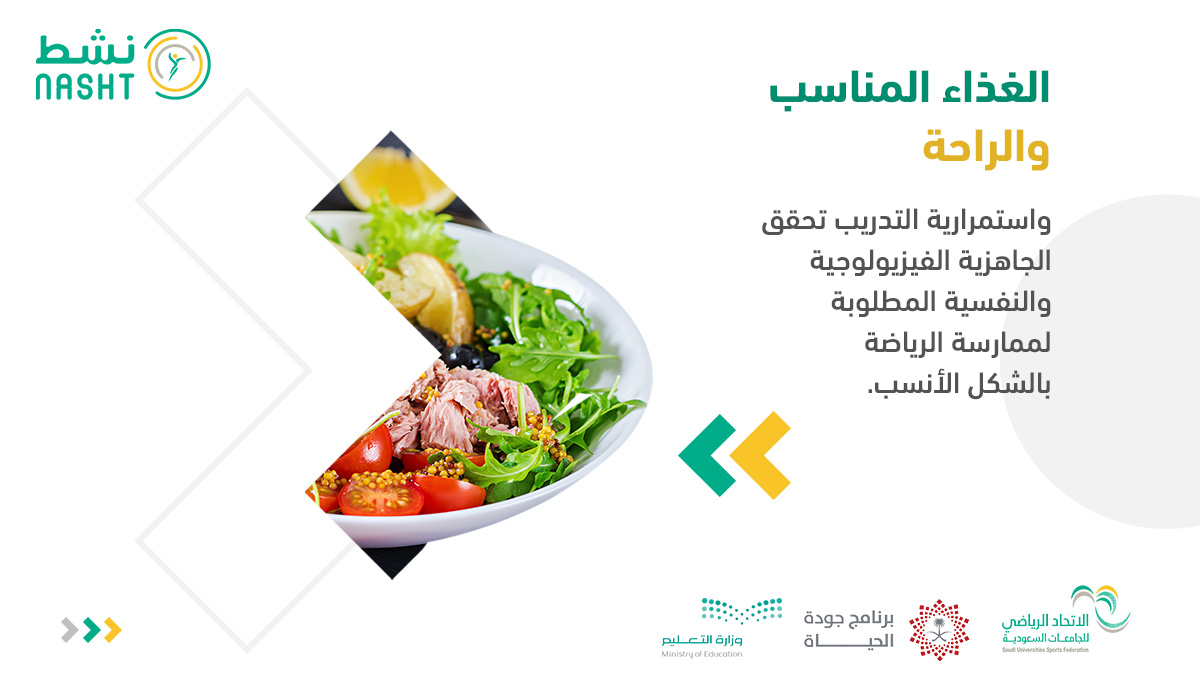 نشط
NASHT
الغذاء المناسب
والراحة
واستمرارية التدريب تحقق
الجاهزية الفيزيولوجية
والنفسية المطلوبة
لممارسة الرياضة
بالشكل الأنسب.
الاتحاد الرياضي
للجامعات السعودية
Saudi Universities Sports Federation
برنامج جودة
الحياة
وزارة التعليم
Ministry of Education